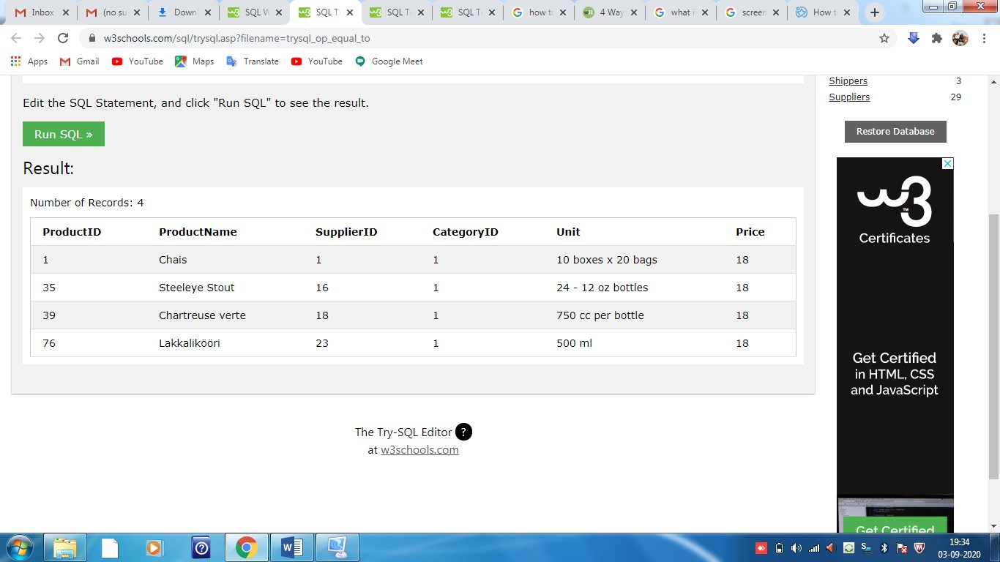 Inbox
(no su
Downl
SQL W
SQL T
SQL T
SQL T
how t
4 Way
what i
screen
How t
w3schools.com/sql/trysql.asp?filename=trysql_op_equal_to
Apps Gmail YouTube Maps Translate YouTube Google Meet
Shippers 3
Edit the SQL Statement, and click "Run SQL" to see the result.
Suppliers 29
Run SQL »
Restore Database
Result:
Number of Records: 4
ProductID ProductName SupplierID CategoryID Unit Price
1 Chais 1 1 10 boxes x 20 bags 18
35 Steeleye Stout 16 1 24 - 12 oz bottles 18
39 Chartreuse verte 18 1 750 cc per bottle 18
76 Lakkalikööri 23 1 500 ml 18
w3
TM
Certificates
Get Certified
in HTML, CSS
and JavaScript
Get Certified
The Try-SQL Editor ?
at w3schools.com
19:34
03-09-2020